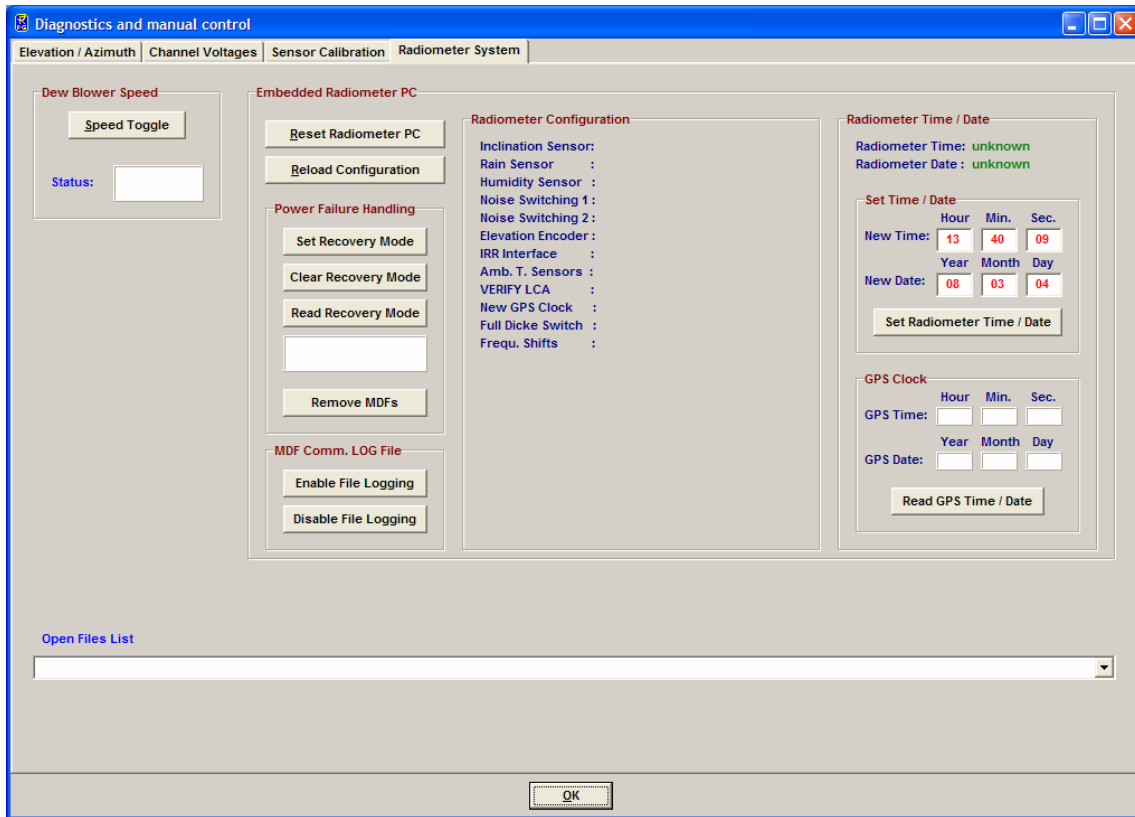 Diagnostics and manual control
Elevation / Azimuth Channel Voltages Sensor Calibration Radiometer System
Dew Blower Speed
Speed Toggle
Status:
Embedded Radiometer PC
Reset Radiometer PC
Reload Configuration
Power Failure Handling
Set Recovery Mode
Clear Recovery Mode
Read Recovery Mode
Remove MDFs
MDF Comm. LOG File
Enable File Logging
Disable File Logging
Radiometer Configuration
Inclination Sensor:
Rain Sensor :
Humidity Sensor :
Noise Switching 1 :
Noise Switching 2 :
Elevation Encoder :
IRR Interface :
Amb. T. Sensors :
VERIFY LCA :
New GPS Clock :
Full Dicke Switch :
Frequ. Shifts :
Radiometer Time / Date
Radiometer Time: unknown
Radiometer Date : unknown
Set Time / Date
Hour Min. Sec.
New Time: 13 40 09
Year Month Day
New Date: 08 03 04
Set Radiometer Time / Date
GPS Clock
Hour Min. Sec.
GPS Time:
Year Month Day
GPS Date:
Read GPS Time / Date
Open Files List
OK